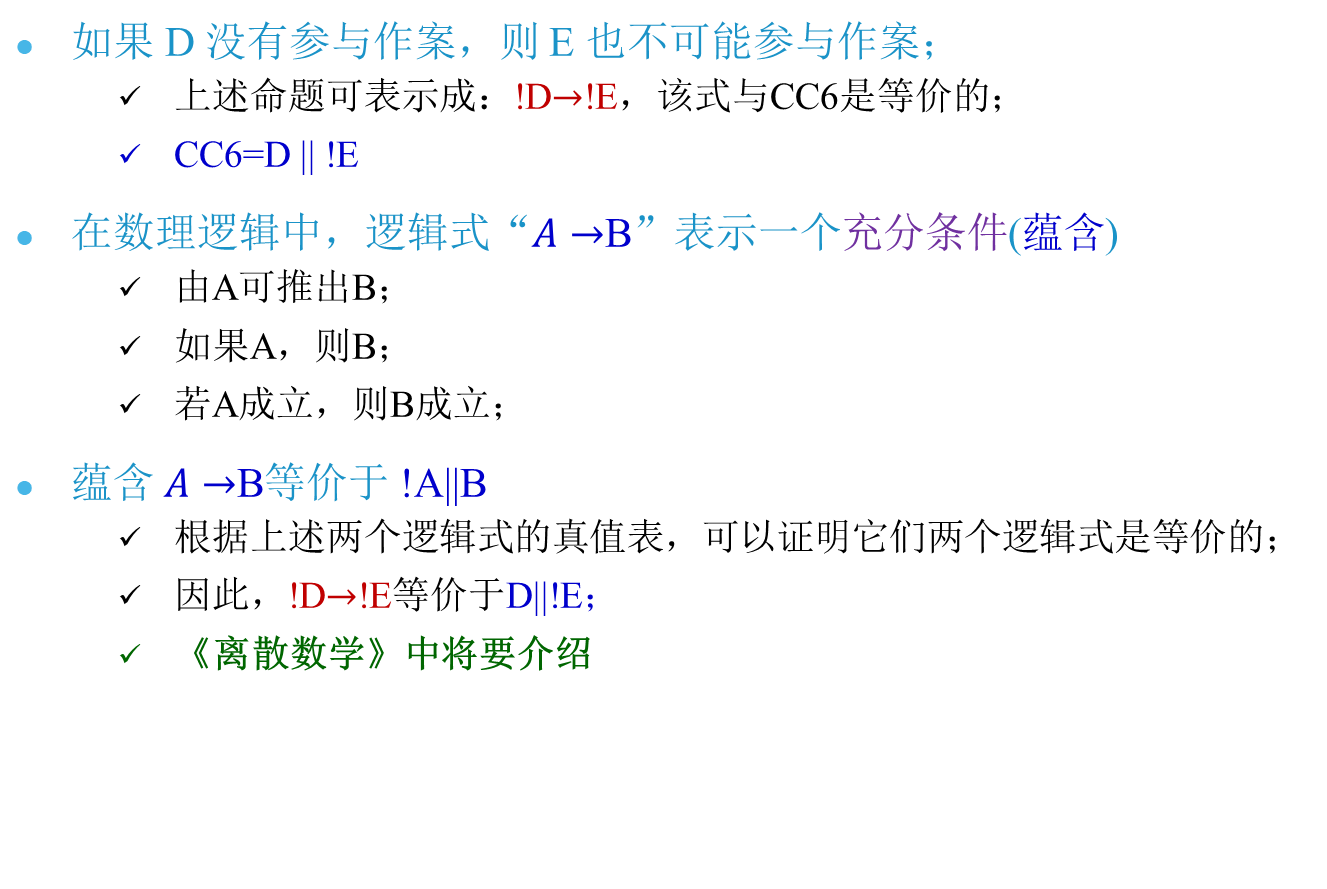 如果 D 没有参与作案，则 E 也不可能参与作案；
上述命题可表示成：!D→!E，该式与CC6是等价的；
CC6=D || !E
在数理逻辑中，逻辑式“A →B”表示一个充分条件(蕴含)
由A可推出B；
如果A，则B；
若A成立，则B成立；
蕴含 A →B等价于 !A||B
根据上述两个逻辑式的真值表，可以证明它们两个逻辑式是等价的；
因此，!D→!E等价于D||!E；
《离散数学》中将要介绍